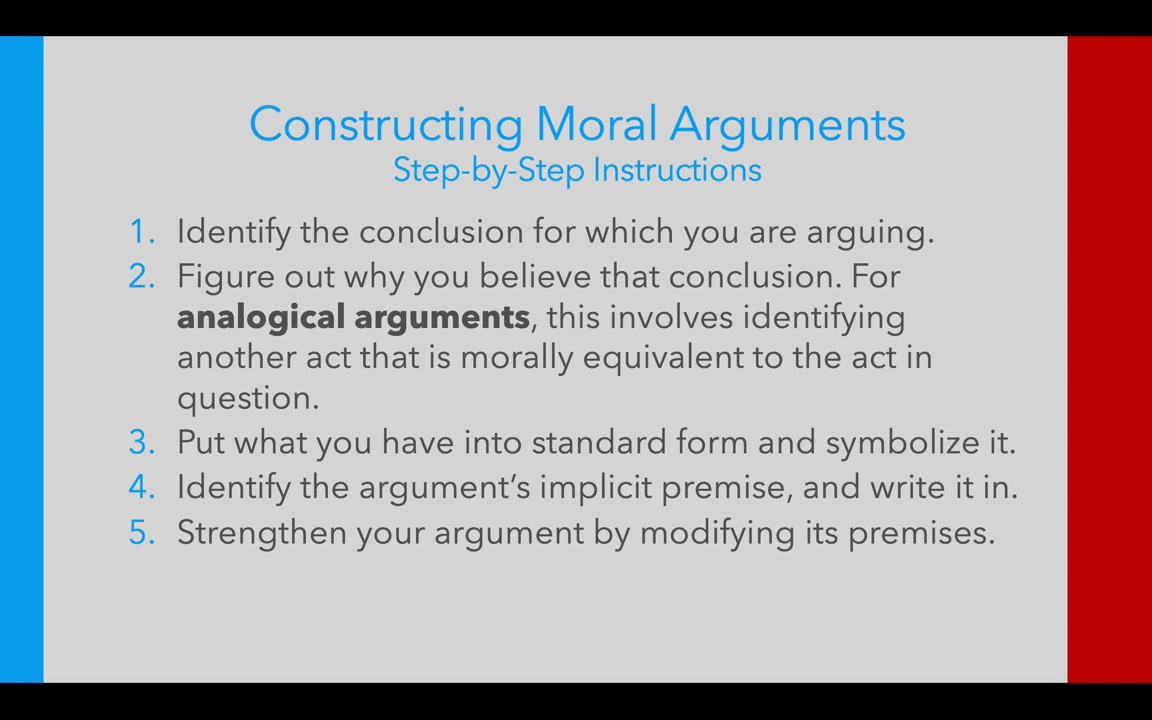 Constructing Moral Arguments
Step-by-Step Instructions
1. Identify the conclusion for which you are arguing.
2. Figure out why you believe that conclusion. For
analogical arguments, this involves identifying
another act that is morally equivalent to the act in
question.
3. Put what you have into standard form and symbolize it.
4. Identify the argument’s implicit premise, and write it in.
5. Strengthen your argument by modifying its premises.